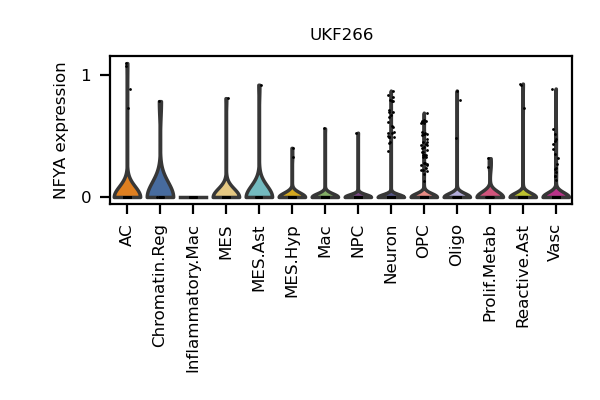 UKF266
NFYA expression
1
0
AC
Chromatin.Reg
Inflammatory.Mac
MES
MES.Ast
MES.Hyp
Mac
NPC
Neuron
OPC
Oligo
Prolif.Metab
Reactive.Ast
Vasc